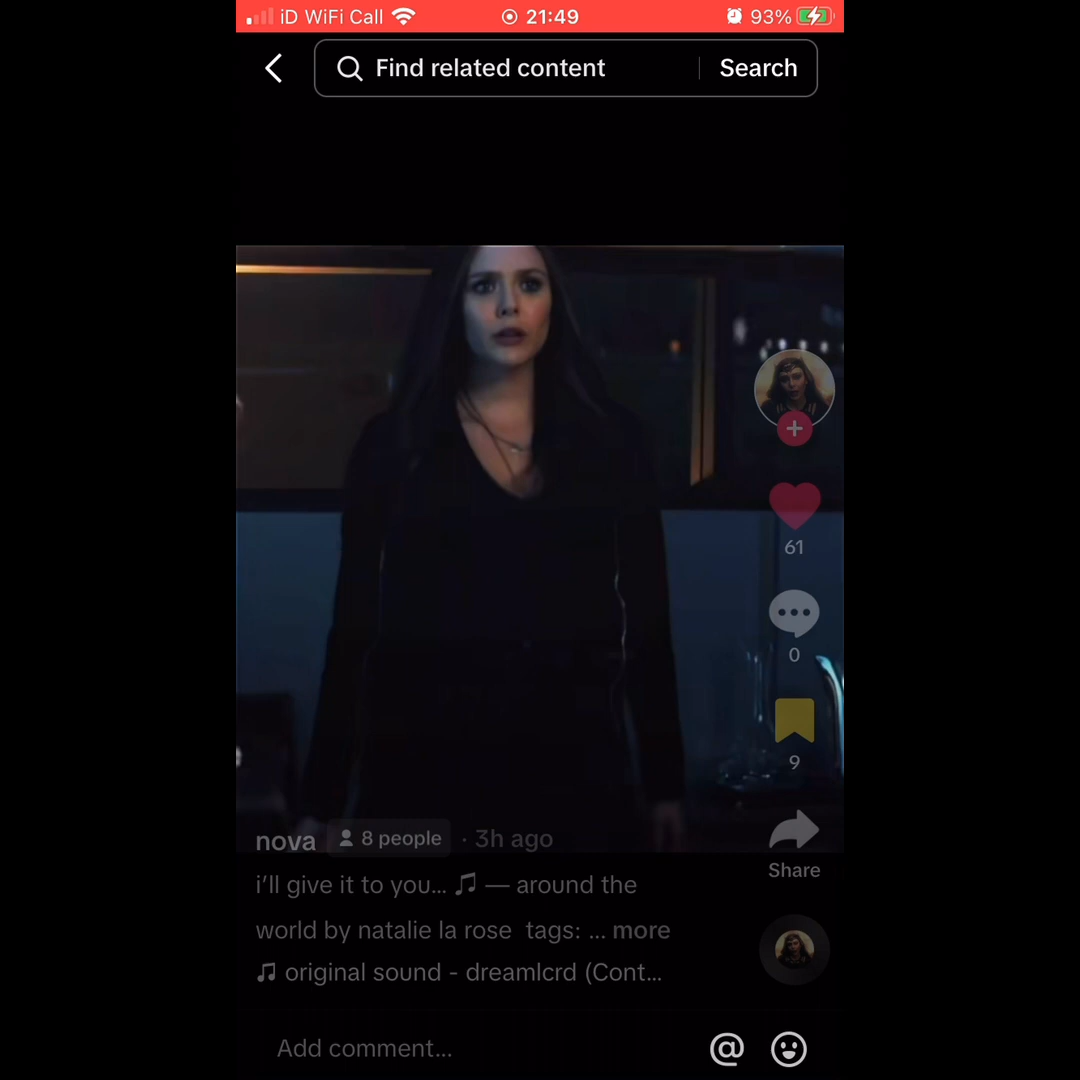 iD WiFi Call 21:49 93%
Find related content Search
61
0
9
nova 8 people · 3h ago
Share
i’ll give it to you... 🎵 — around the
world by natalie la rose tags: ... more
🎵 original sound - dreamlcrd (Cont...
Add comment... @